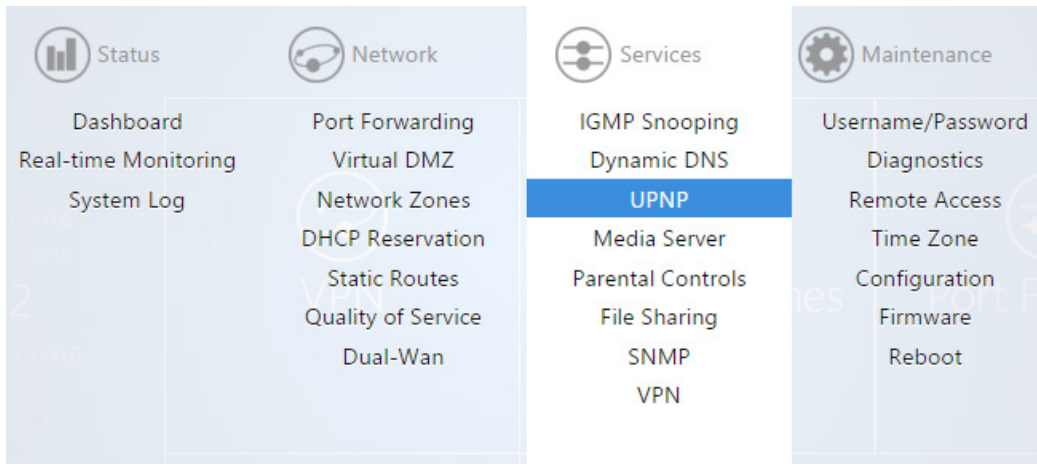 Status
Dashboard
Real-time Monitoring
System Log
Network
Port Forwarding
Virtual DMZ
Network Zones
DHCP Reservation
Static Routes
Quality of Service
Dual-Wan
Services
IGMP Snooping
Dynamic DNS
UPNP
Media Server
Parental Controls
File Sharing
SNMP
VPN
Maintenance
Username/Password
Diagnostics
Remote Access
Time Zone
Configuration
Firmware
Reboot
VPN
2